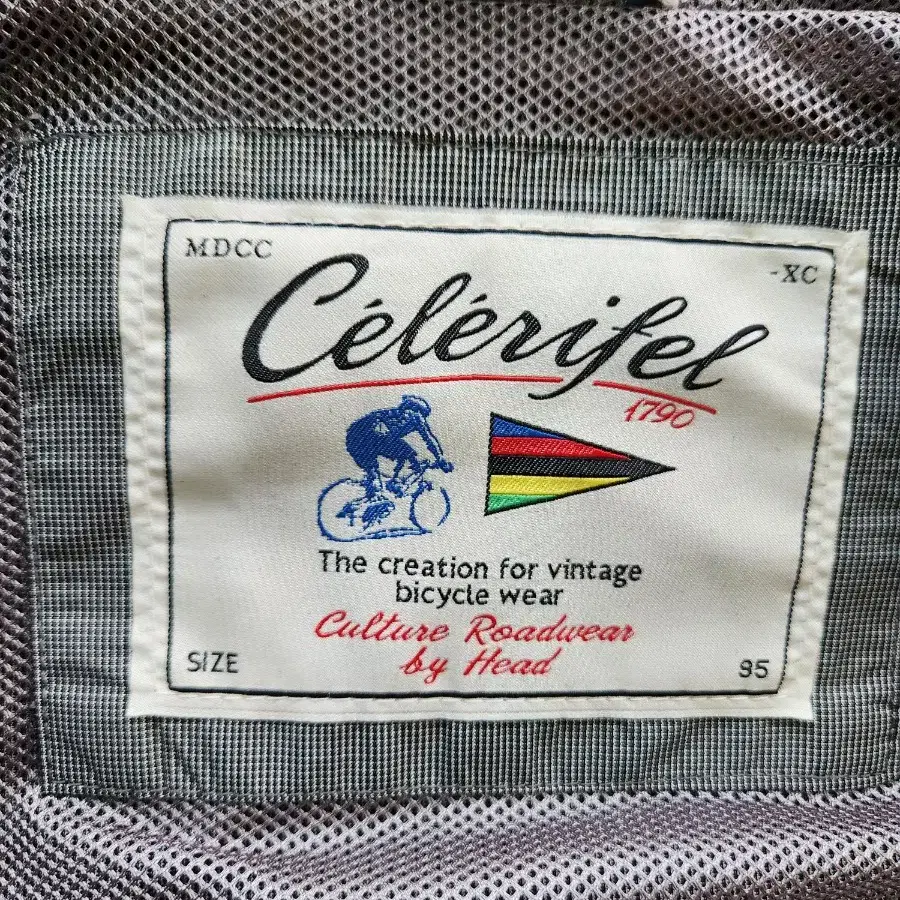 MDCC
-XC
Célérifel
1790
The creation for vintage
bicycle wear
Culture Roadwear
by Head
SIZE
95